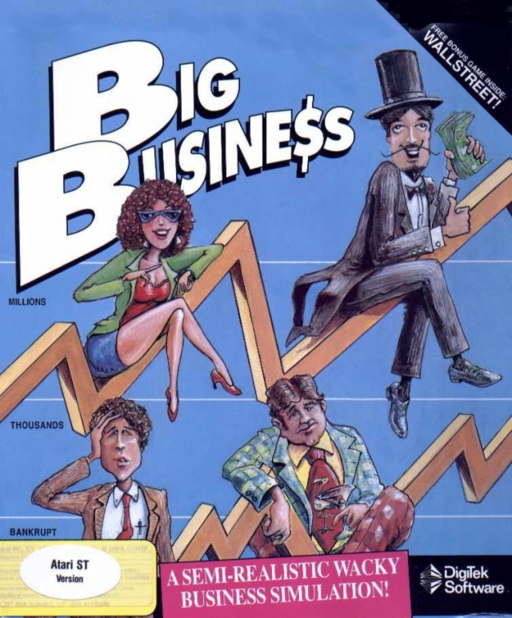 FREE BONUS GAME INSIDE:
WALLSTREET!
BIG
BUSINE$S
MILLIONS
THOUSANDS
BANKRUPT
Atari ST
Version
A SEMI-REALISTIC WACKY
BUSINESS SIMULATION!
DigiTek
Software